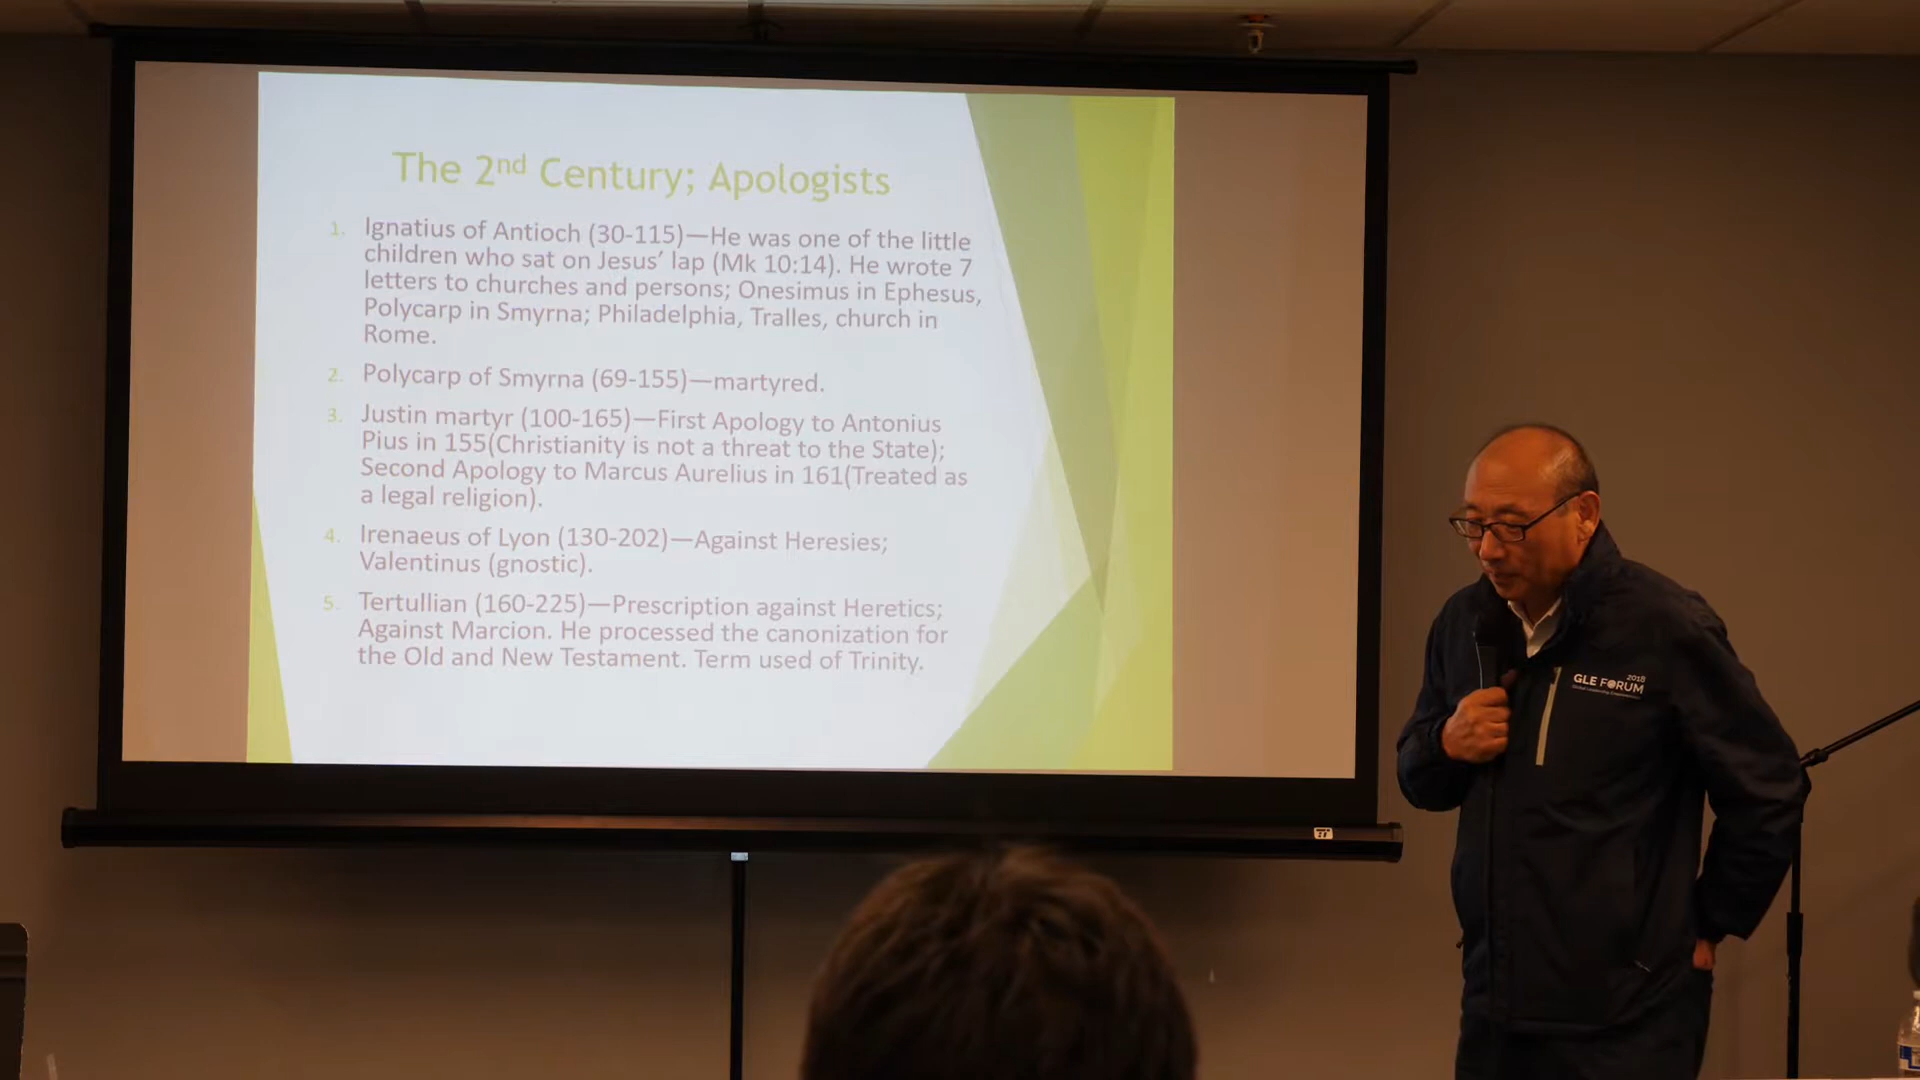 The 2nd Century; Apologists
1. Ignatius of Antioch (30-115)—He was one of the little
children who sat on Jesus' lap (Mk 10:14). He wrote 7
letters to churches and persons; Onesimus in Ephesus,
Polycarp in Smyrna; Philadelphia, Tralles, church in
Rome.
2. Polycarp of Smyrna (69-155)—martyred.
3. Justin martyr (100-165)—First Apology to Antonius
Pius in 155(Christianity is not a threat to the State);
Second Apology to Marcus Aurelius in 161(Treated as
a legal religion).
4. Irenaeus of Lyon (130-202)—Against Heresies;
Valentinus (gnostic).
5. Tertullian (160-225)—Prescription against Heretics;
Against Marcion. He processed the canonization for
the Old and New Testament. Term used of Trinity.
2018
GLE FORUM